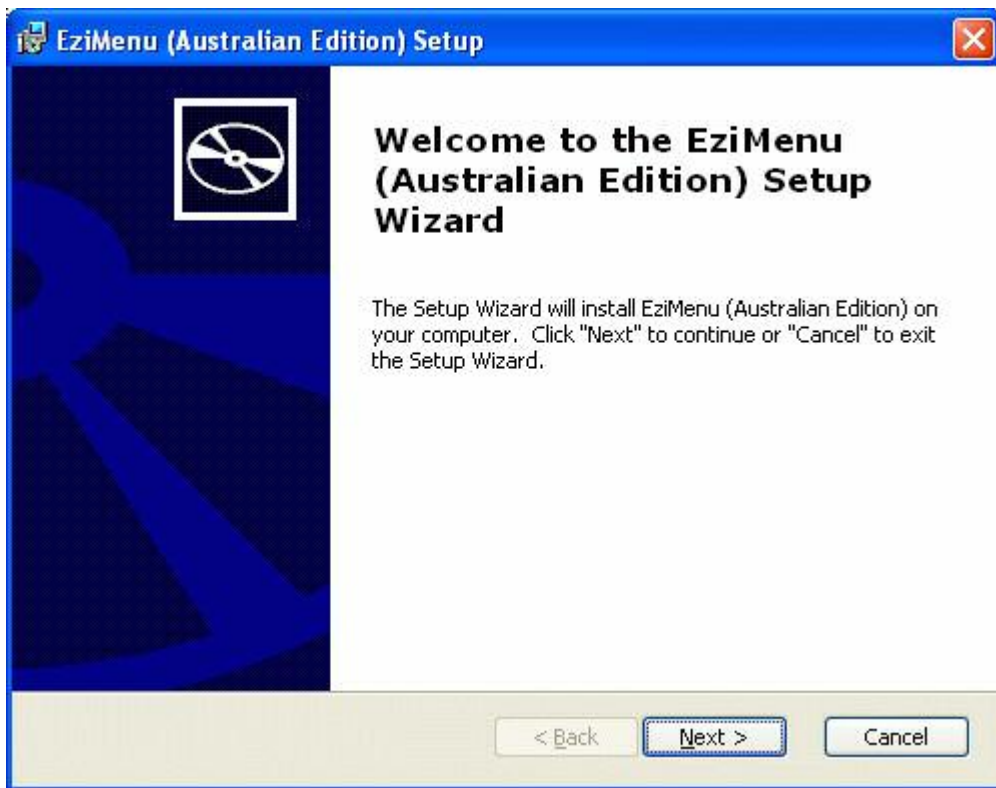 EziMenu (Australian Edition) Setup
Welcome to the EziMenu
(Australian Edition) Setup
Wizard
The Setup Wizard will install EziMenu (Australian Edition) on
your computer.  Click "Next" to continue or "Cancel" to exit
the Setup Wizard.
< Back Next > Cancel